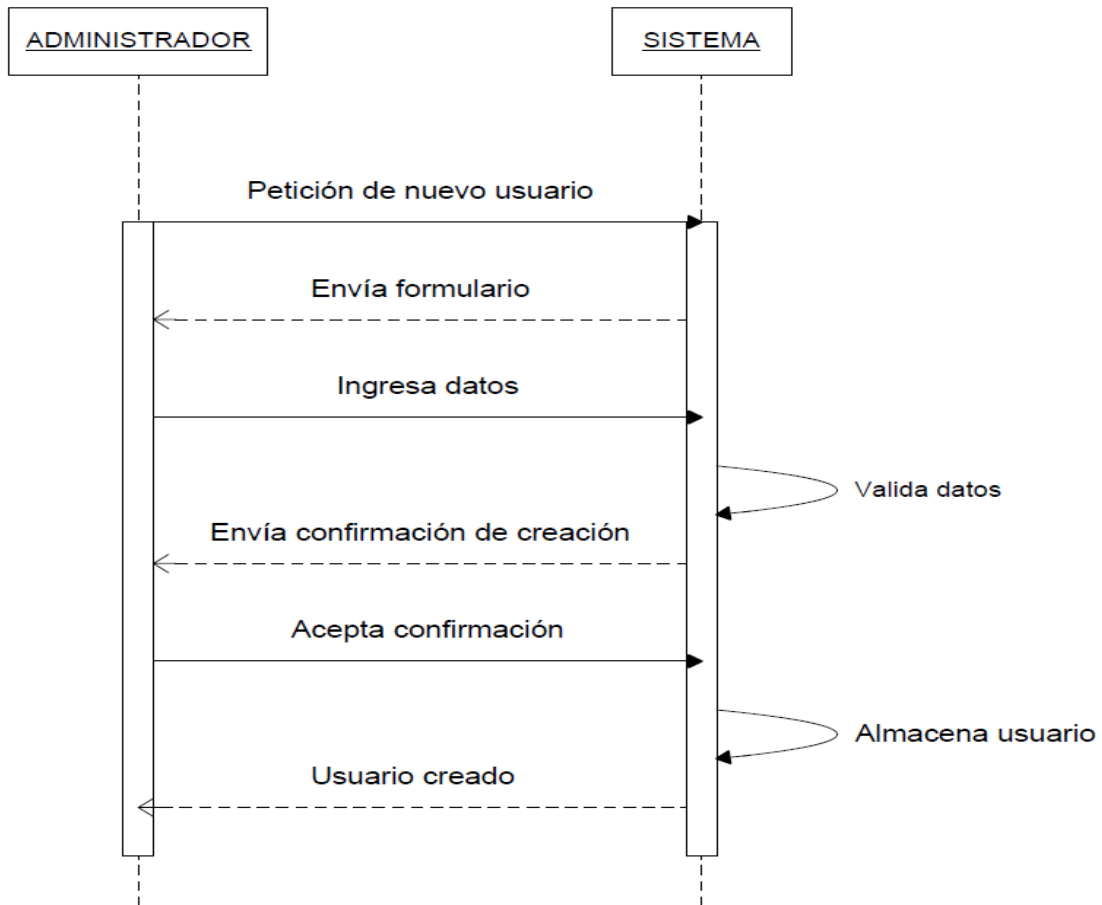 ADMINISTRADOR
SISTEMA
Petición de nuevo usuario
Envía formulario
Ingresa datos
Valida datos
Envía confirmación de creación
Acepta confirmación
Almacena usuario
Usuario creado